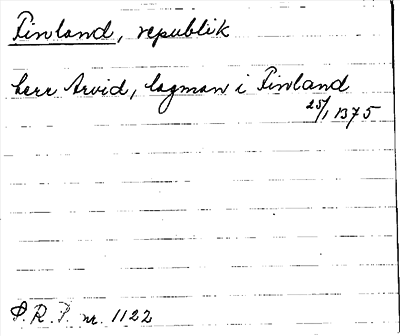 Finland, republik
herr Arvid, lagman i Finland
25/1 1375
P.R.P. nr. 1122